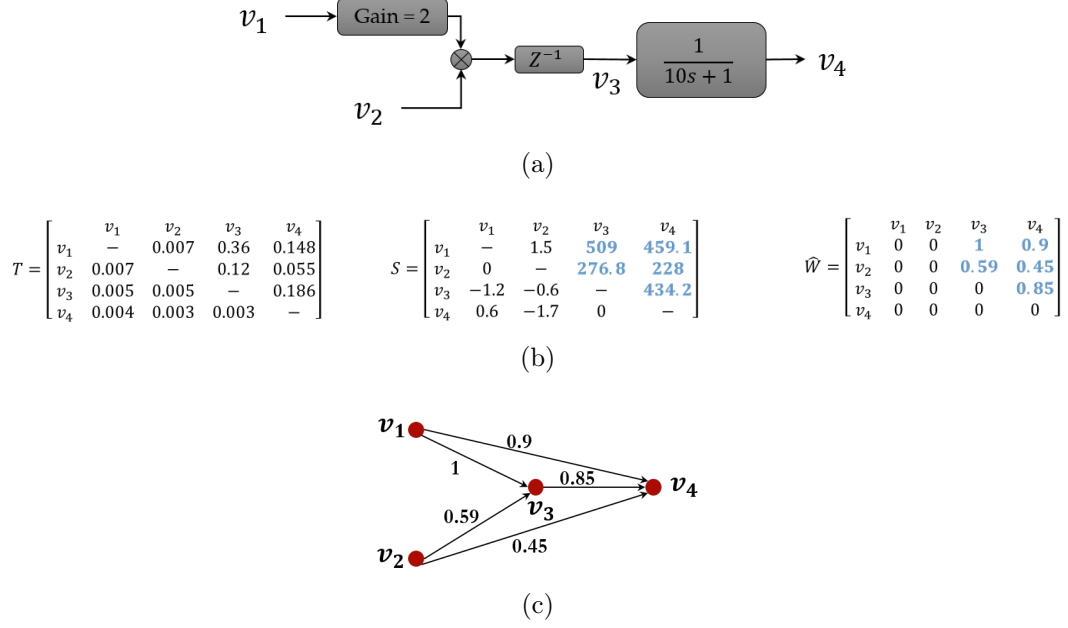 v₁ Gain = 2
Z⁻¹
1
10s + 1
v₄
v₃
v₂
(a)
T = v₁ v₂ v₃ v₄
v₁ − 0.007 0.36 0.148
v₂ 0.007 − 0.12 0.055
v₃ 0.005 0.005 − 0.186
v₄ 0.004 0.003 0.003 −
S = v₁ v₂ v₃ v₄
v₁ − 1.5 509 459.1
v₂ 0 − 276.8 228
v₃ −1.2 −0.6 − 434.2
v₄ 0.6 −1.7 0 −
Ŵ = v₁ v₂ v₃ v₄
v₁ 0 0 1 0.9
v₂ 0 0 0.59 0.45
v₃ 0 0 0 0.85
v₄ 0 0 0 0
(b)
v₁
0.9
1
0.85
v₄
v₃
0.59
0.45
v₂
(c)